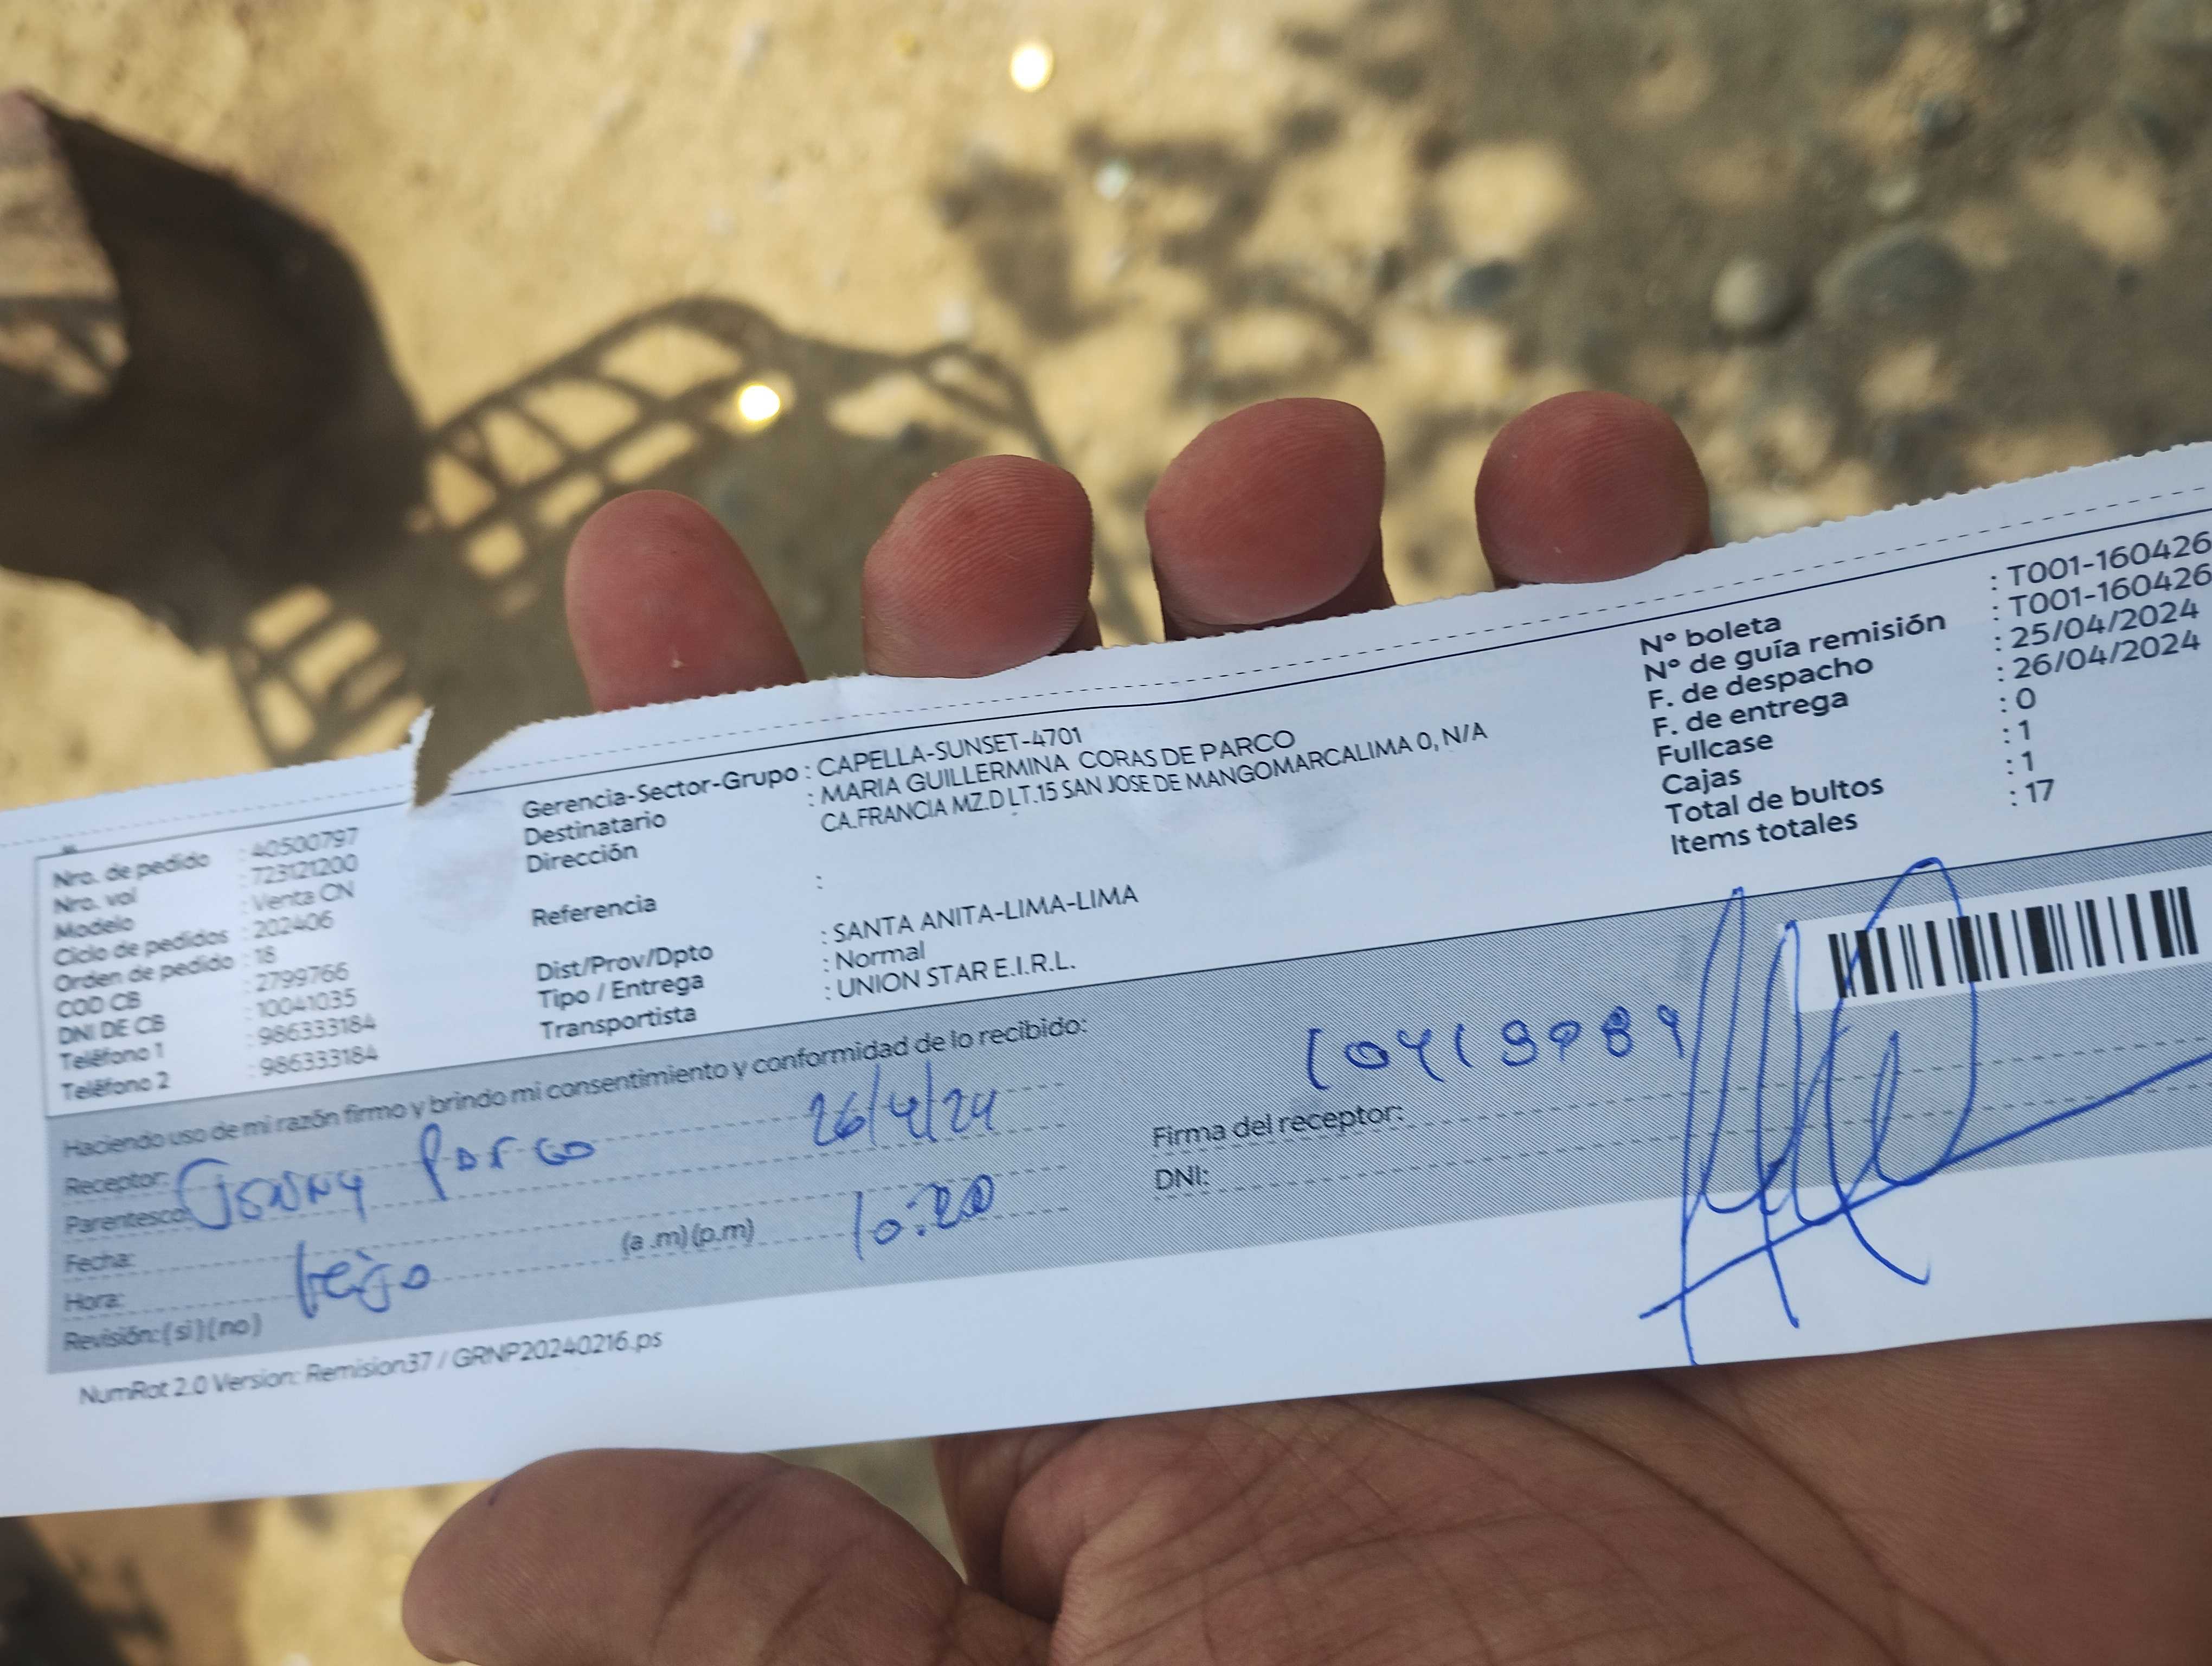 Nro. de pedido : 40500797
Nro. vol : 723121200
Modelo : Venta CN
Ciclo de pedidos : 202406
Orden de pedido : 18
COD CB : 2799766
DNI DE CB : 10041035
Teléfono 1 : 986333184
Teléfono 2 : 986333184
Gerencia-Sector-Grupo : CAPELLA-SUNSET-4701
Destinatario : MARIA GUILLERMINA CORAS DE PARCO
Dirección CA.FRANCIA MZ.D LT.15 SAN JOSE DE MANGOMARCALIMA 0, N/A
Referencia :
Dist/Prov/Dpto : SANTA ANITA-LIMA-LIMA
Tipo / Entrega : Normal
Transportista : UNION STAR E.I.R.L.
Nº boleta : T001-160426
Nº de guía remisión : T001-160426
F. de despacho : 25/04/2024
F. de entrega : 26/04/2024
Fullcase : 0
Cajas : 1
Total de bultos : 1
Items totales : 17
Haciendo uso de mi razón firmo y brindo mi consentimiento y conformidad de lo recibido:
Receptor: Parco 26/4/24
Parentesco:
Fecha:
Hora: (a .m)(p.m) 10:20
Revisión:(si)(no)
Firma del receptor:
DNI:
NumRot 2.0 Version: Remision37 / GRNP20240216.ps